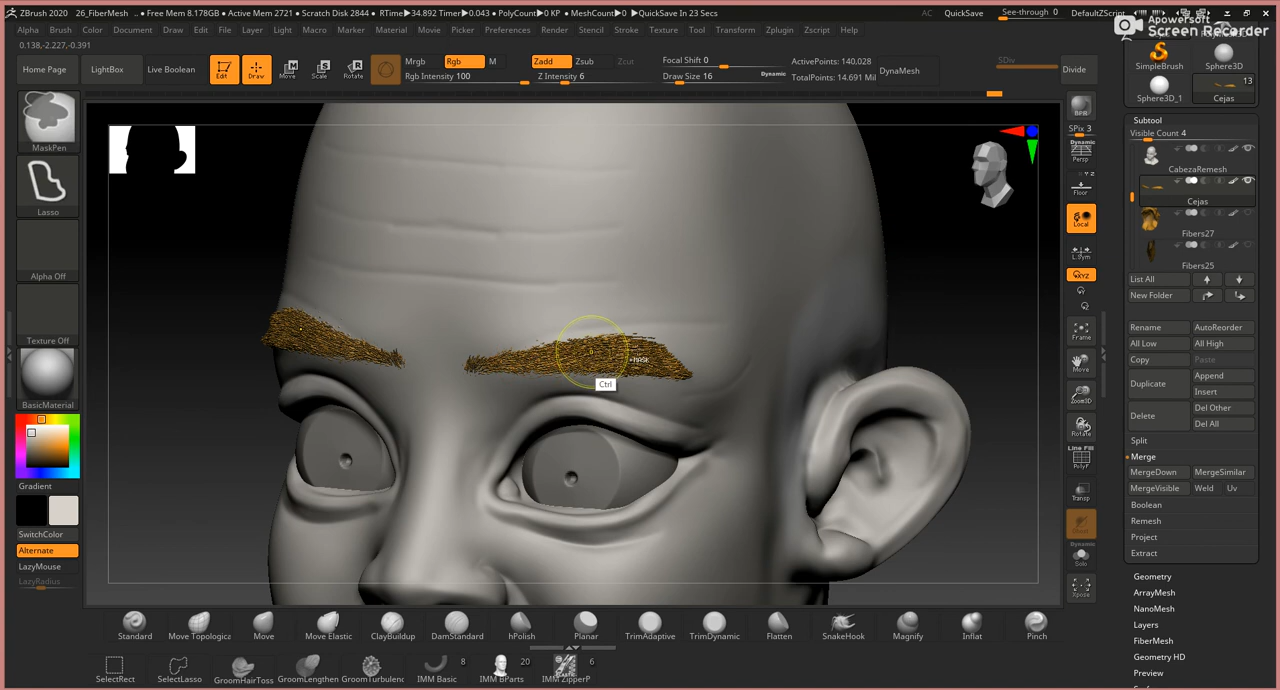 ZBrush 2020 26_FiberMesh .. • Free Mem 8.178GB • Active Mem 2721 • Scratch Disk 2844 • RTime▶34.892 Timer▶0.043 • PolyCount▶0 KP • MeshCount▶0 ▶QuickSave In 23 Secs AC QuickSave See-through 0 DefaultZScript
Alpha Brush Color Document Draw Edit File Layer Light Macro Marker Material Movie Picker Preferences Render Stencil Stroke Texture Tool Transform Zplugin Zscript Help
Apowersoft
Screen Recorder
0.138,-2.227,-0.391
Home Page LightBox Live Boolean
Edit Draw Move Scale Rotate
Mrgb Rgb M
Rgb Intensity 100
Zadd Zsub Zcut
Z Intensity 6
Focal Shift 0
Draw Size 16 Dynamic
ActivePoints: 140,028
TotalPoints: 14.691 Mil
DynaMesh
SDiv
Divide
SimpleBrush Sphere3D
13
Sphere3D_1 Cejas
MaskPen
Lasso
Alpha Off
Texture Off
BasicMaterial
Gradient
SwitchColor
Alternate
LazyMouse
LazyRadius
+MASK
Ctrl
BPR
SPix 3
Dynamic
Persp
Floor
Local
L.Sym
XYZ
Frame
Move
Zoom3D
Rotate
Line Fill
PolyF
Transp
Dynamic
Solo
Xpose
Subtool
Visible Count 4
CabezaRemesh
Cejas
Fibers27
Fibers25
List All
New Folder
Rename AutoReorder
All Low All High
Copy Paste
Duplicate Append
Insert
Delete Del Other
Del All
Split
Merge
MergeDown MergeSimilar
MergeVisible Weld Uv
Boolean
Remesh
Project
Extract
Geometry
ArrayMesh
NanoMesh
Layers
FiberMesh
Geometry HD
Preview
Standard Move Topologica Move Move Elastic ClayBuildup DamStandard hPolish Planar TrimAdaptive TrimDynamic Flatten SnakeHook Magnify Inflat Pinch
8 20 6
SelectRect SelectLasso GroomHairToss GroomLengthen GroomTurbulenc IMM Basic IMM BParts IMM ZipperP